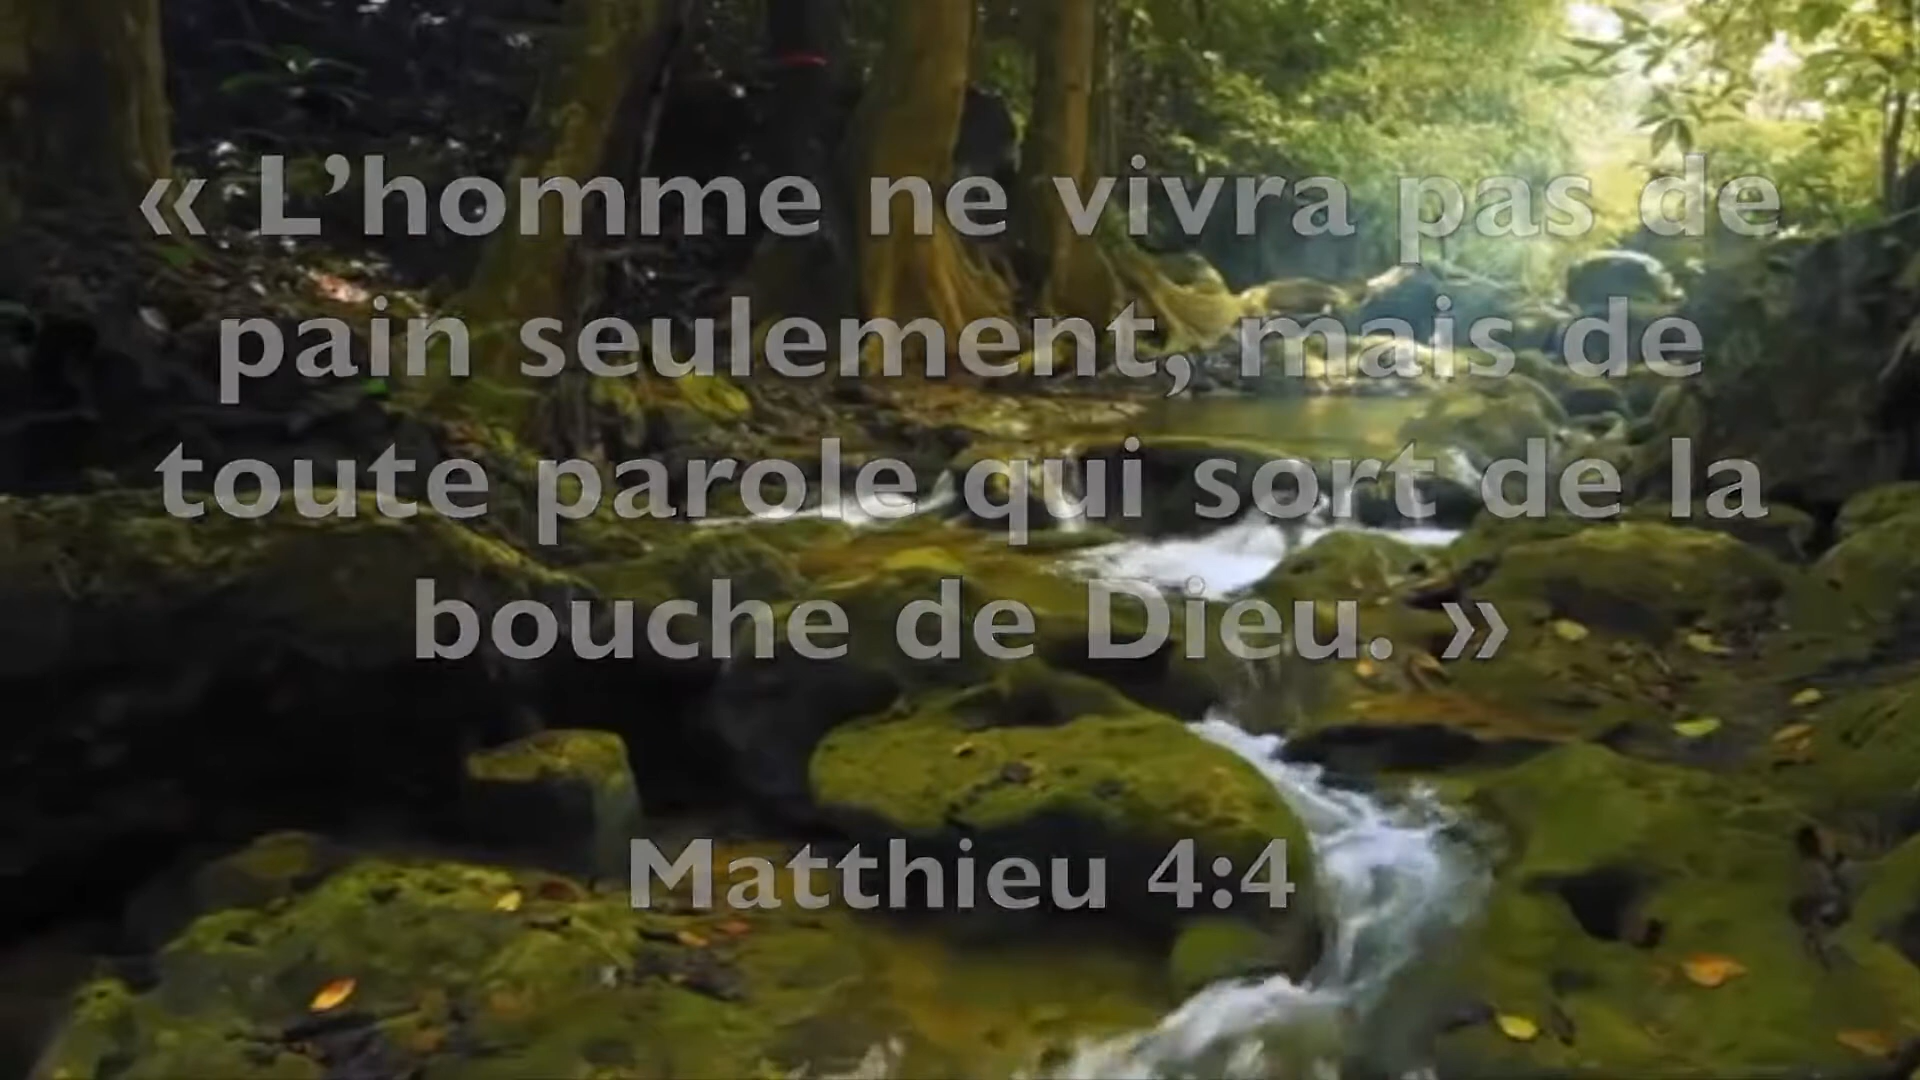 « L’homme ne vivra pas de
pain seulement, mais de
toute parole qui sort de la
bouche de Dieu. »
Matthieu 4:4